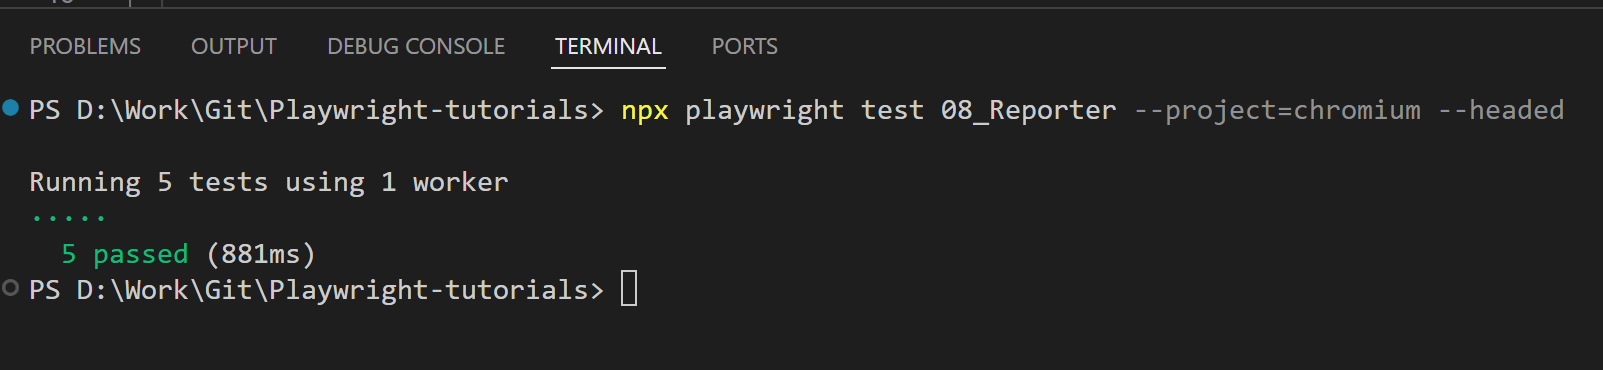 PROBLEMS OUTPUT DEBUG CONSOLE TERMINAL PORTS
PS D:\Work\Git\Playwright-tutorials> npx playwright test 08_Reporter --project=chromium --headed
Running 5 tests using 1 worker
·····
5 passed (881ms)
PS D:\Work\Git\Playwright-tutorials>